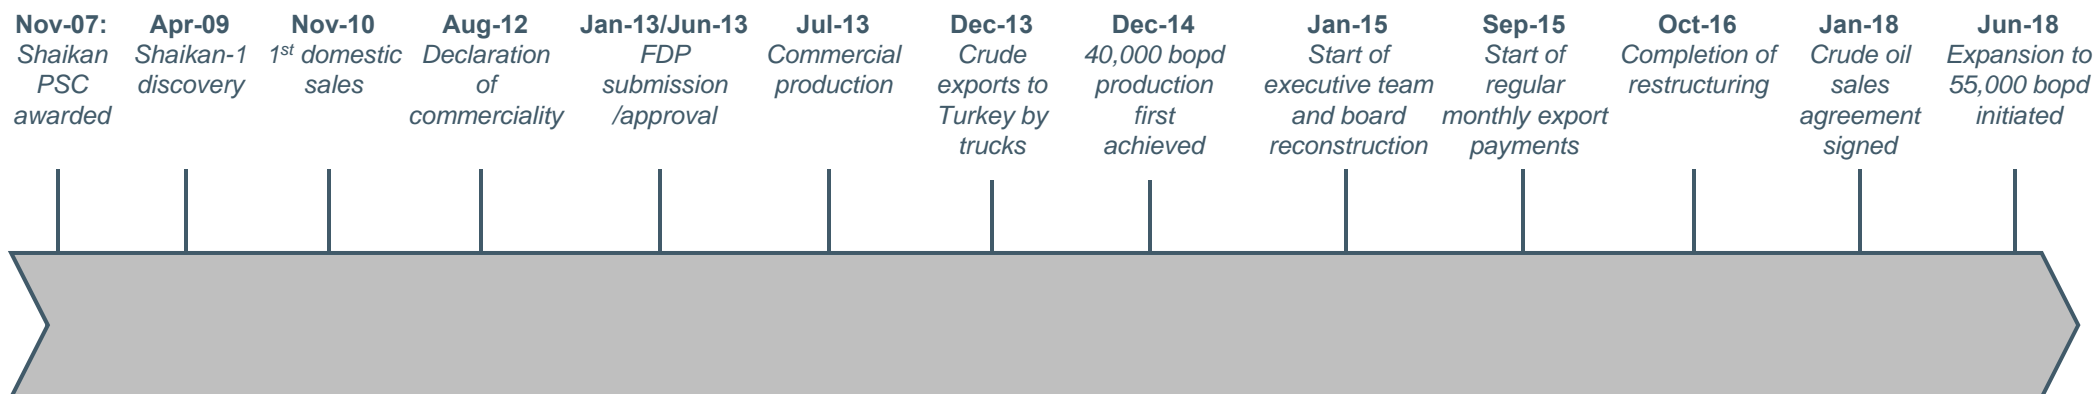 Nov-07:
Shaikan
PSC
awarded
Apr-09
Shaikan-1
discovery
Nov-10
1st domestic
sales
Aug-12
Declaration
of
commerciality
Jan-13/Jun-13
FDP
submission
/approval
Jul-13
Commercial
production
Dec-13
Crude
exports to
Turkey by
trucks
Dec-14
40,000 bopd
production
first
achieved
Jan-15
Start of
executive team
and board
reconstruction
Sep-15
Start of
regular
monthly export
payments
Oct-16
Completion of
restructuring
Jan-18
Crude oil
sales
agreement
signed
Jun-18
Expansion to
55,000 bopd
initiated